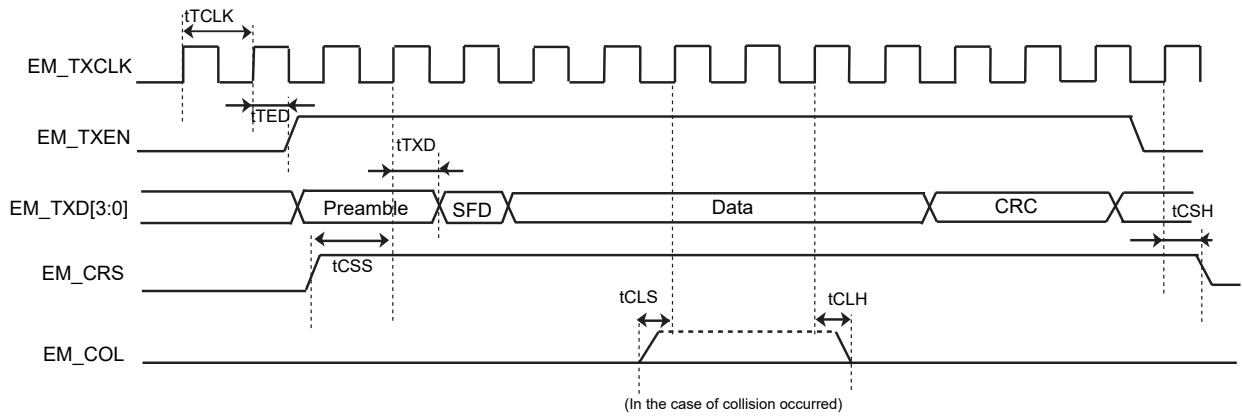 tTCLK
EM_TXCLK
tTED
EM_TXEN
tTXD
EM_TXD[3:0]
Preamble
SFD
Data
CRC
tCSH
tCSS
EM_CRS
tCLS
tCLH
EM_COL
(In the case of collision occurred)